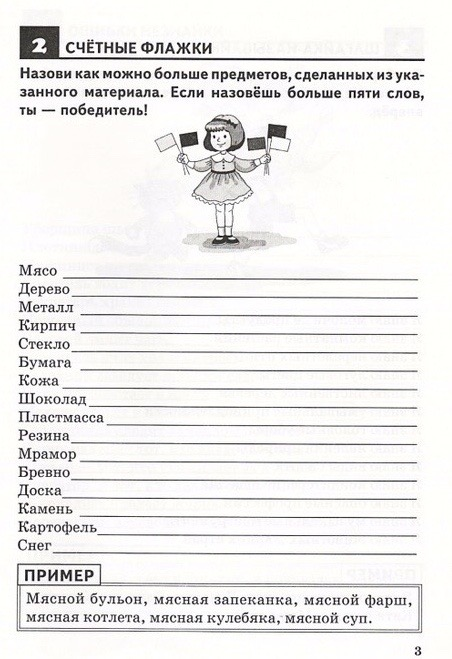 2 СЧЁТНЫЕ ФЛАЖКИ
Назови как можно больше предметов, сделанных из ука-
занного материала. Если назовёшь больше пяти слов,
ты — победитель!
Мясо
Дерево
Металл
Кирпич
Стекло
Бумага
Кожа
Шоколад
Пластмасса
Резина
Мрамор
Бревно
Доска
Камень
Картофель
Снег
ПРИМЕР
Мясной бульон, мясная запеканка, мясной фарш,
мясная котлета, мясная кулебяка, мясной суп.
3